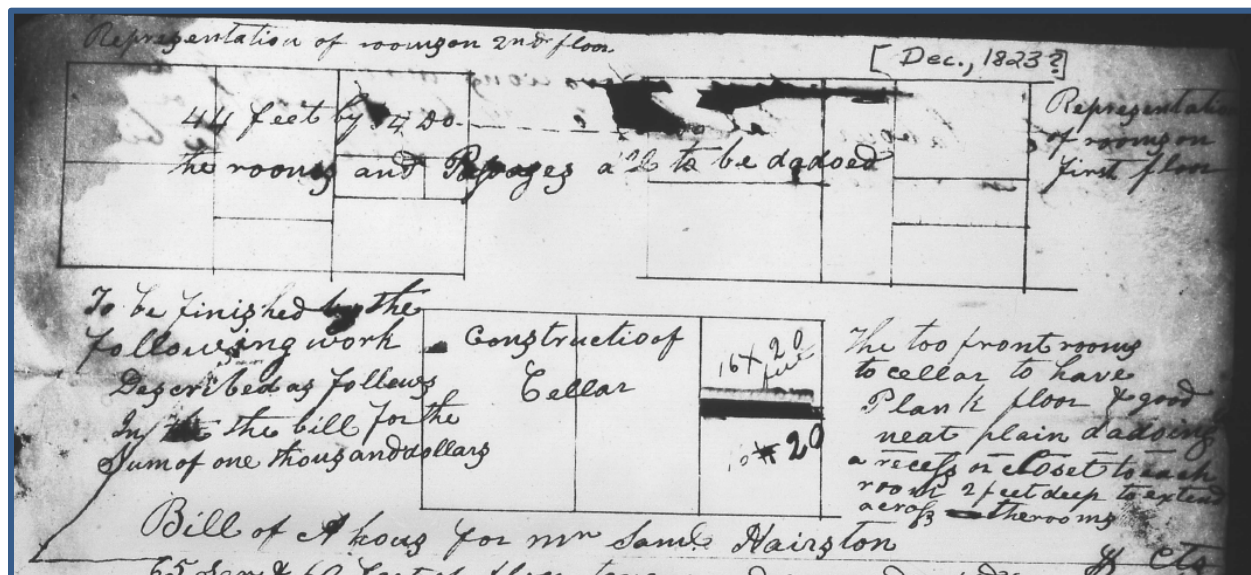 Representation of rooms on 2nd floor
[Dec., 1823?]
44 feet by 34 Do
the rooms and Passages all to be dadoed
Representation
of rooms on
first floor
To be finished by the
following work
Described as follows
In the bill for the
Sum of one thousand dollars
Construction of
Cellar
16 X 20
feet
20
The too front rooms
to cellar to have
Plank floor & good
neat plain dadoing
a recess or closet to each
room 2 feet deep to extend
across the rooms
Bill of A hous for mr Saml. Hairston
$ Cts